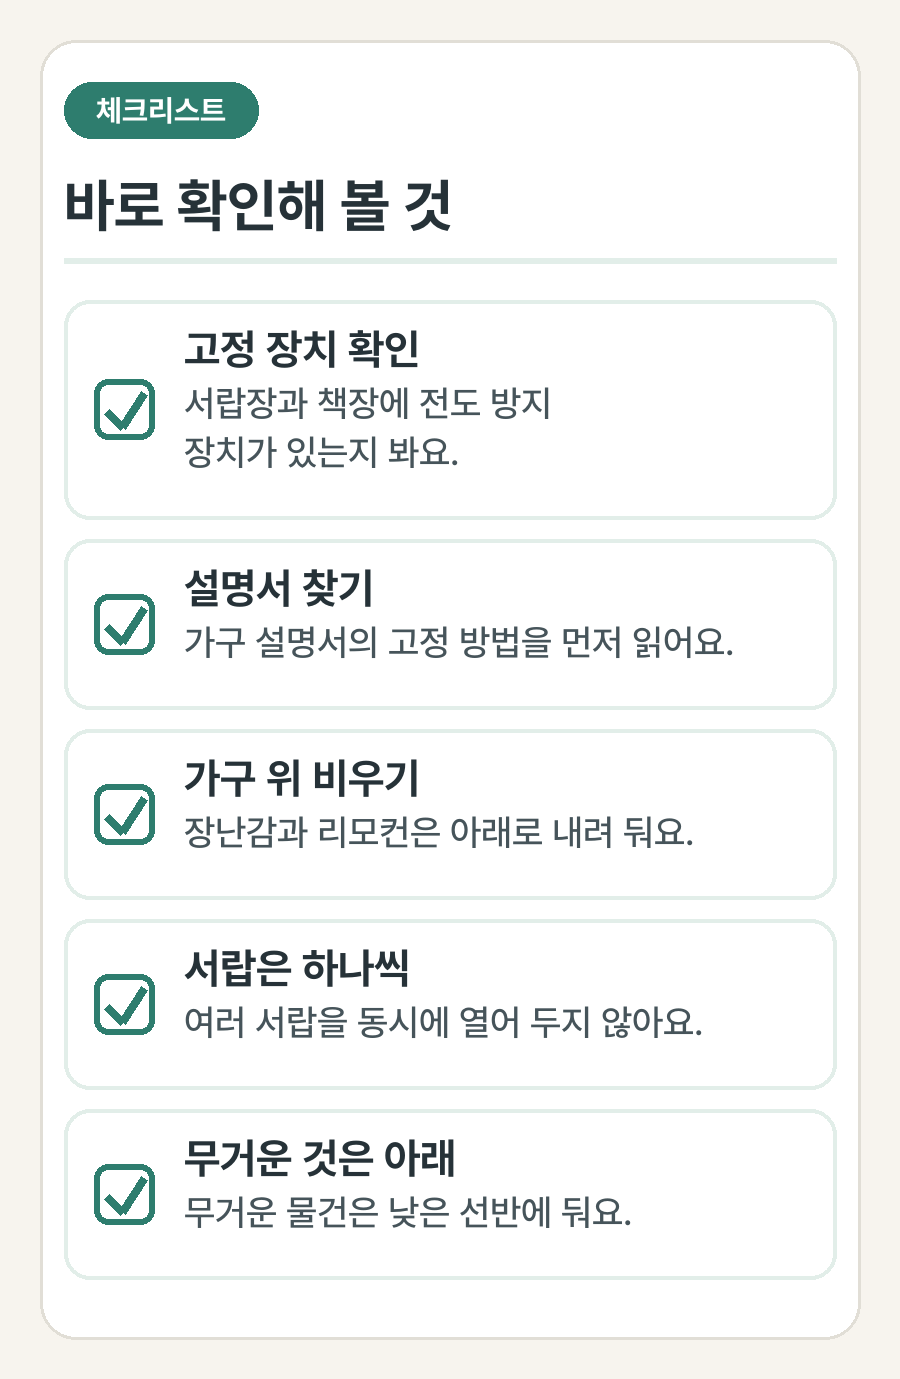 체크리스트
바로 확인해 볼 것
고정 장치 확인
서랍장과 책장에 전도 방지
장치가 있는지 봐요.
설명서 찾기
가구 설명서의 고정 방법을 먼저 읽어요.
가구 위 비우기
장난감과 리모컨은 아래로 내려 둬요.
서랍은 하나씩
여러 서랍을 동시에 열어 두지 않아요.
무거운 것은 아래
무거운 물건은 낮은 선반에 둬요.